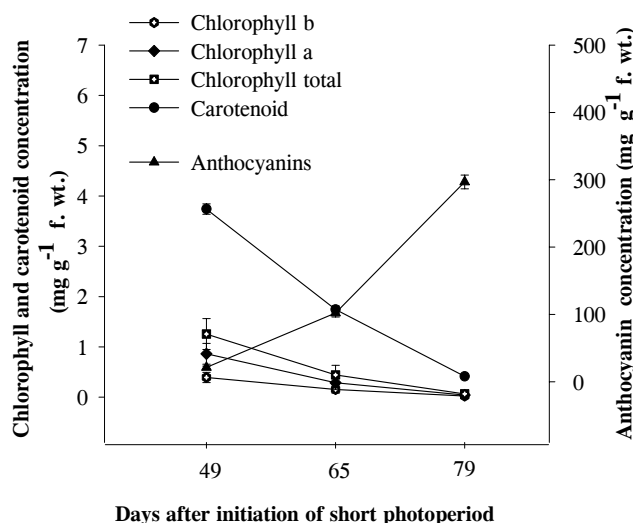 Chlorophyll b
Chlorophyll a
Chlorophyll total
Carotenoid
Anthocyanins
Chlorophyll and carotenoid concentration
(mg g-1 f. wt.)
7
6
5
4
3
2
1
0
500
400
300
200
100
0
Anthocyanin concentration (mg g-1 f. wt.)
49
65
79
Days after initiation of short photoperiod